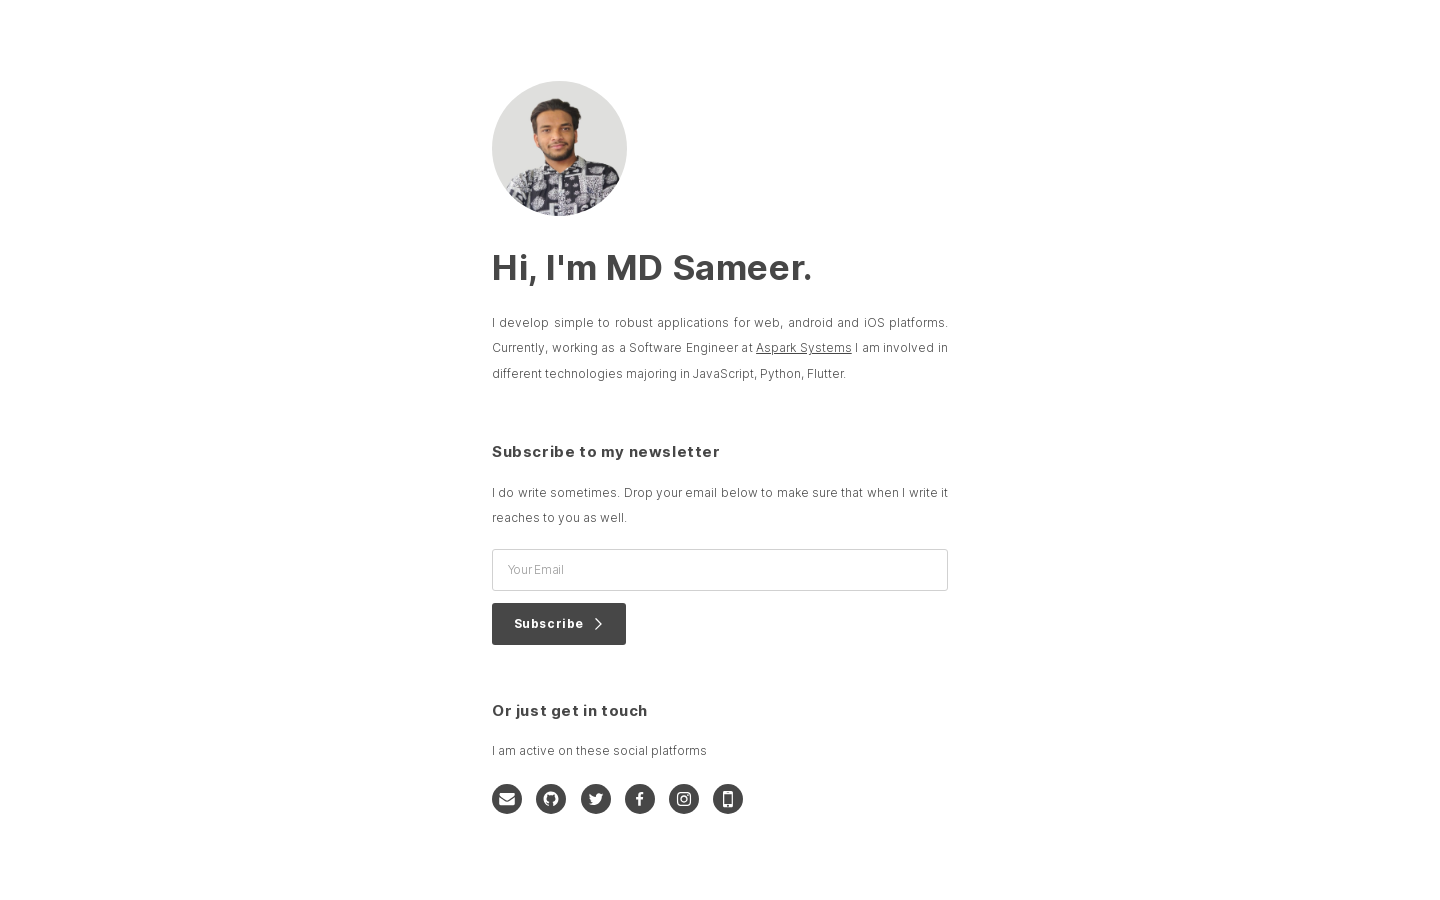 Hi, I'm MD Sameer.
I develop simple to robust applications for web, android and iOS platforms.
Currently, working as a Software Engineer at Aspark Systems I am involved in
different technologies majoring in JavaScript, Python, Flutter.
Subscribe to my newsletter
I do write sometimes. Drop your email below to make sure that when I write it
reaches to you as well.
Your Email
Subscribe
Or just get in touch
I am active on these social platforms